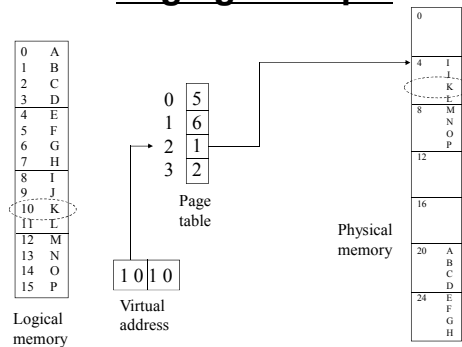 0 A
1 B
2 C
3 D
4 E
5 F
6 G
7 H
8 I
9 J
10 K
11 L
12 M
13 N
14 O
15 P
Logical
memory
0 5
1 6
2 1
3 2
Page
table
1 0 1 0
Virtual
address
Physical
memory
0
4 I
J
K
L
8 M
N
O
P
12
16
20 A
B
C
D
24 E
F
G
H